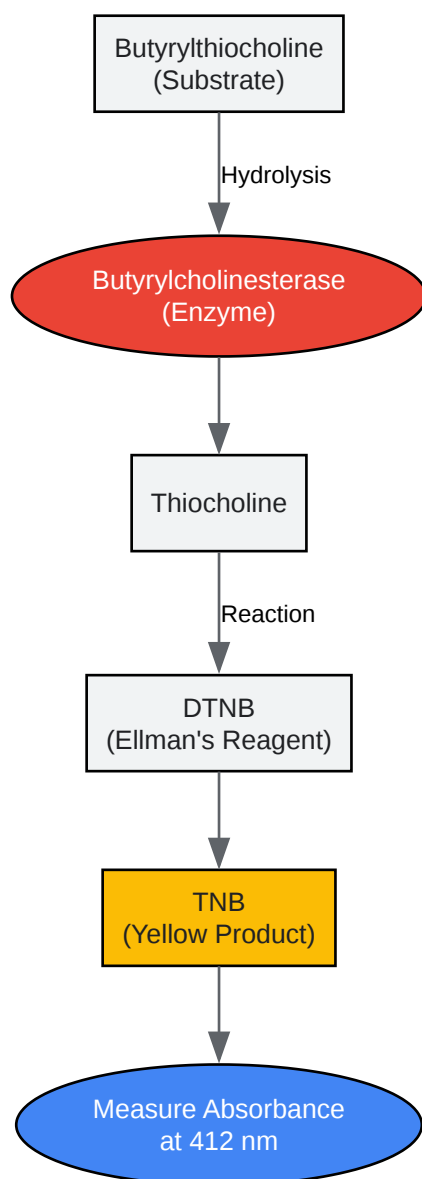 Butyrylthiocholine
(Substrate)
Hydrolysis
Butyrylcholinesterase
(Enzyme)
Thiocholine
Reaction
DTNB
(Ellman's Reagent)
TNB
(Yellow Product)
Measure Absorbance
at 412 nm